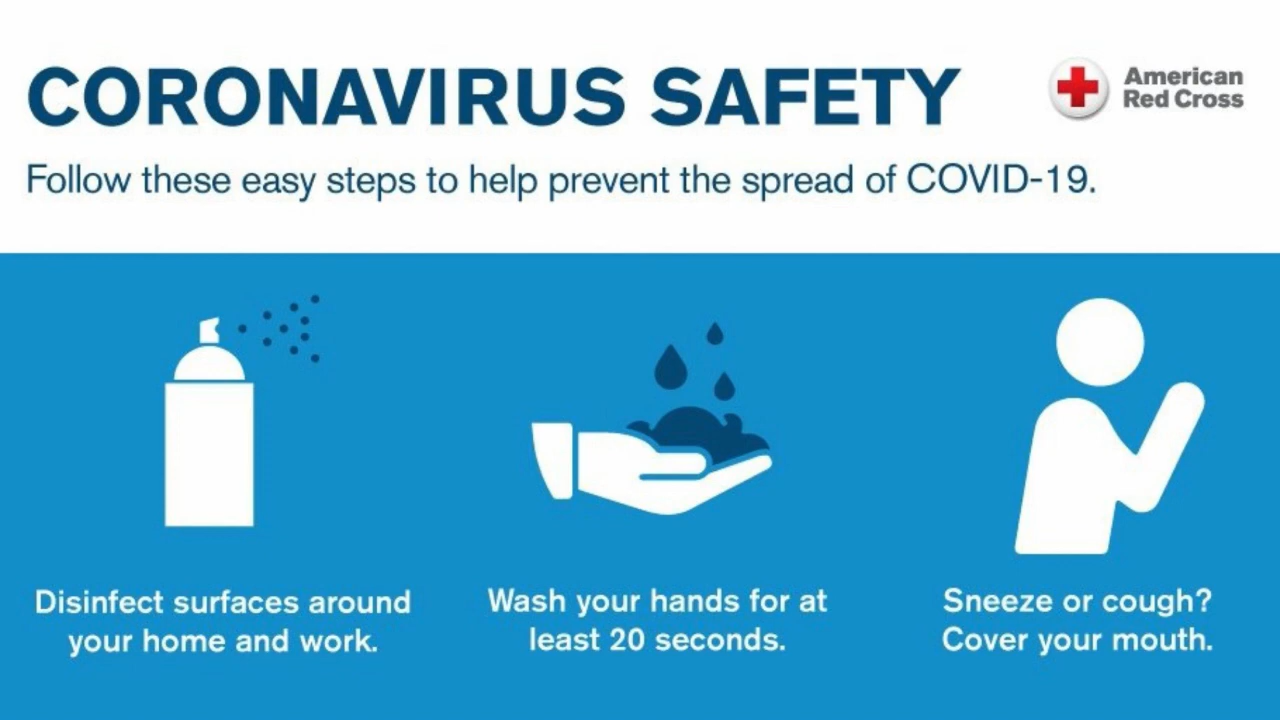 CORONAVIRUS SAFETY
American
Red Cross
Follow these easy steps to help prevent the spread of COVID-19.
Disinfect surfaces around
your home and work.
Wash your hands for at
least 20 seconds.
Sneeze or cough?
Cover your mouth.